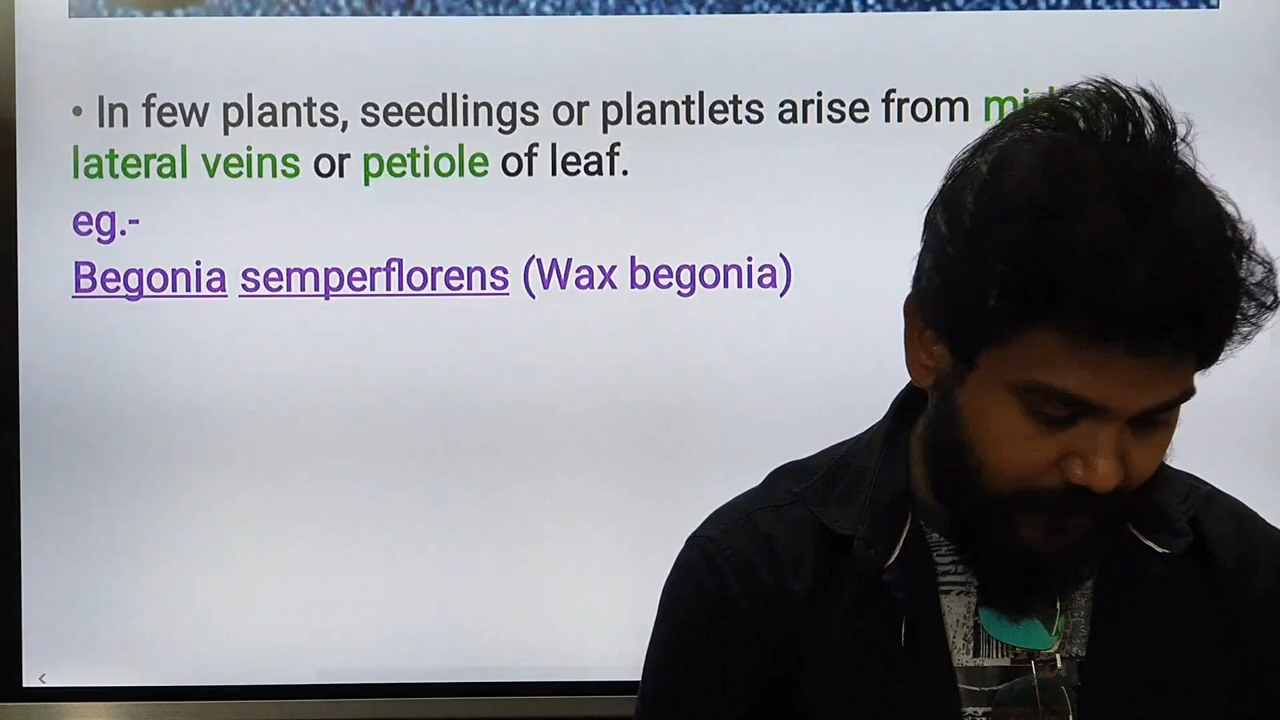 • In few plants, seedlings or plantlets arise from
lateral veins or petiole of leaf.
eg.-
Begonia semperflorens (Wax begonia)